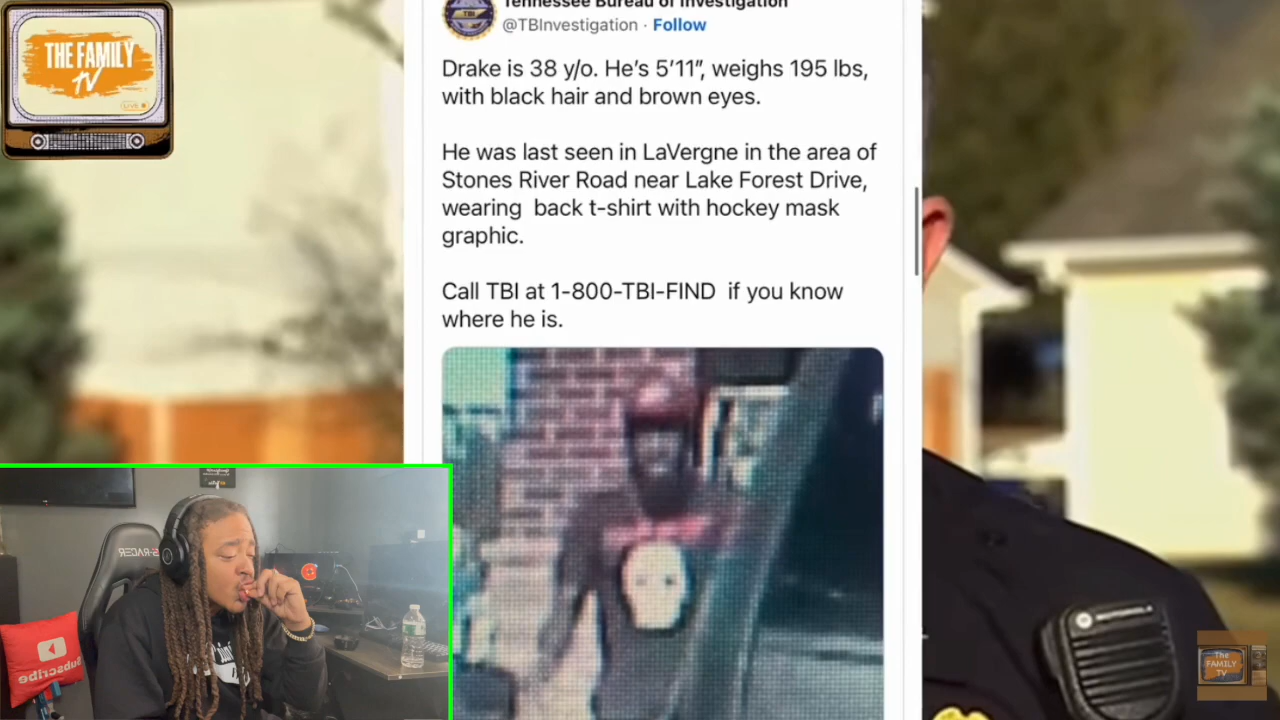 THE FAMILY
TV
LIVE
Tennessee Bureau of Investigation
@TBInvestigation · Follow
Drake is 38 y/o. He's 5'11", weighs 195 lbs,
with black hair and brown eyes.
He was last seen in LaVergne in the area of
Stones River Road near Lake Forest Drive,
wearing back t-shirt with hockey mask
graphic.
Call TBI at 1-800-TBI-FIND if you know
where he is.
Subscribe
MOTOROLA
The
FAMILY
TV